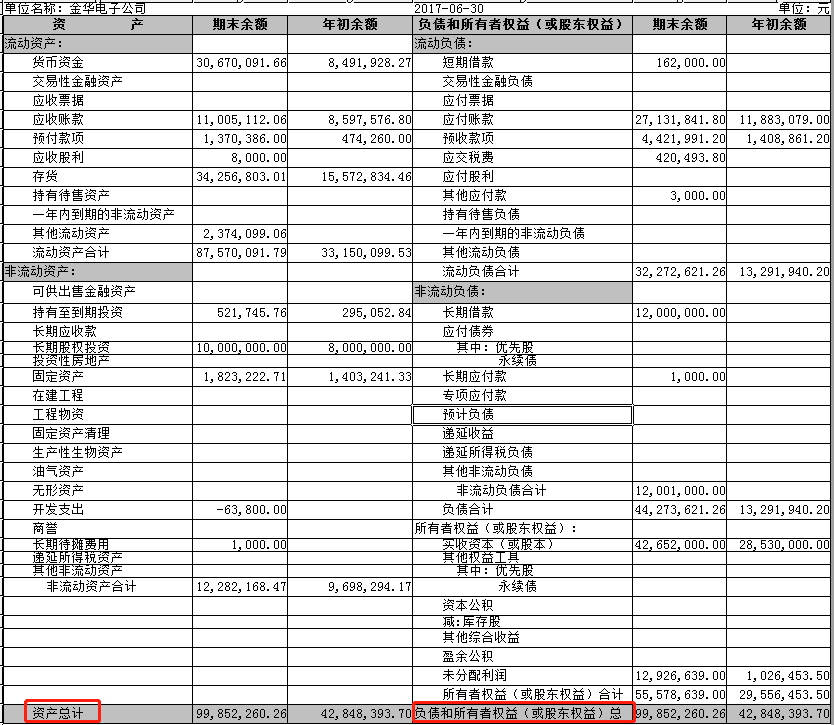 单位名称: 金华电子公司 2017-06-30 单位: 元
资 产 期末余额 年初余额 负债和所有者权益(或股东权益) 期末余额 年初余额
流动资产: 流动负债:
货币资金 30,670,091.66 8,491,928.27 短期借款 162,000.00
交易性金融资产 交易性金融负债
应收票据 应付票据
应收账款 11,005,112.06 8,597,576.80 应付账款 27,131,841.80 11,883,079.00
预付款项 1,370,386.00 474,260.00 预收款项 4,421,991.20 1,408,861.20
应收股利 8,000.00 应交税费 420,493.80
存货 34,256,803.01 15,572,834.46 应付股利
持有待售资产 其他应付款 3,000.00
一年内到期的非流动资产 持有待售负债
其他流动资产 2,374,099.06 一年内到期的非流动负债
流动资产合计 87,570,091.79 33,150,099.53 其他流动负债
非流动资产: 流动负债合计 32,272,621.26 13,291,940.20
可供出售金融资产 非流动负债:
持有至到期投资 521,745.76 295,052.84 长期借款 12,000,000.00
长期应收款 应付债券
长期股权投资 10,000,000.00 8,000,000.00 其中: 优先股
投资性房地产 永续债
固定资产 1,823,222.71 1,403,241.33 长期应付款 1,000.00
在建工程 专项应付款
工程物资 预计负债
固定资产清理 递延收益
生产性生物资产 递延所得税负债
油气资产 其他非流动负债
无形资产 非流动负债合计 12,001,000.00
开发支出 -63,800.00 负债合计 44,273,621.26 13,291,940.20
商誉 所有者权益(或股东权益):
长期待摊费用 1,000.00 实收资本(或股本) 42,652,000.00 28,530,000.00
递延所得税资产 其他权益工具
其他非流动资产 其中: 优先股
非流动资产合计 12,282,168.47 9,698,294.17 永续债
资本公积
减:库存股
其他综合收益
盈余公积
未分配利润 12,926,639.00 1,026,453.50
所有者权益(或股东权益)合计 55,578,639.00 29,556,453.50
资产总计 99,852,260.26 42,848,393.70 负债和所有者权益(或股东权益)总 99,852,260.26 42,848,393.70